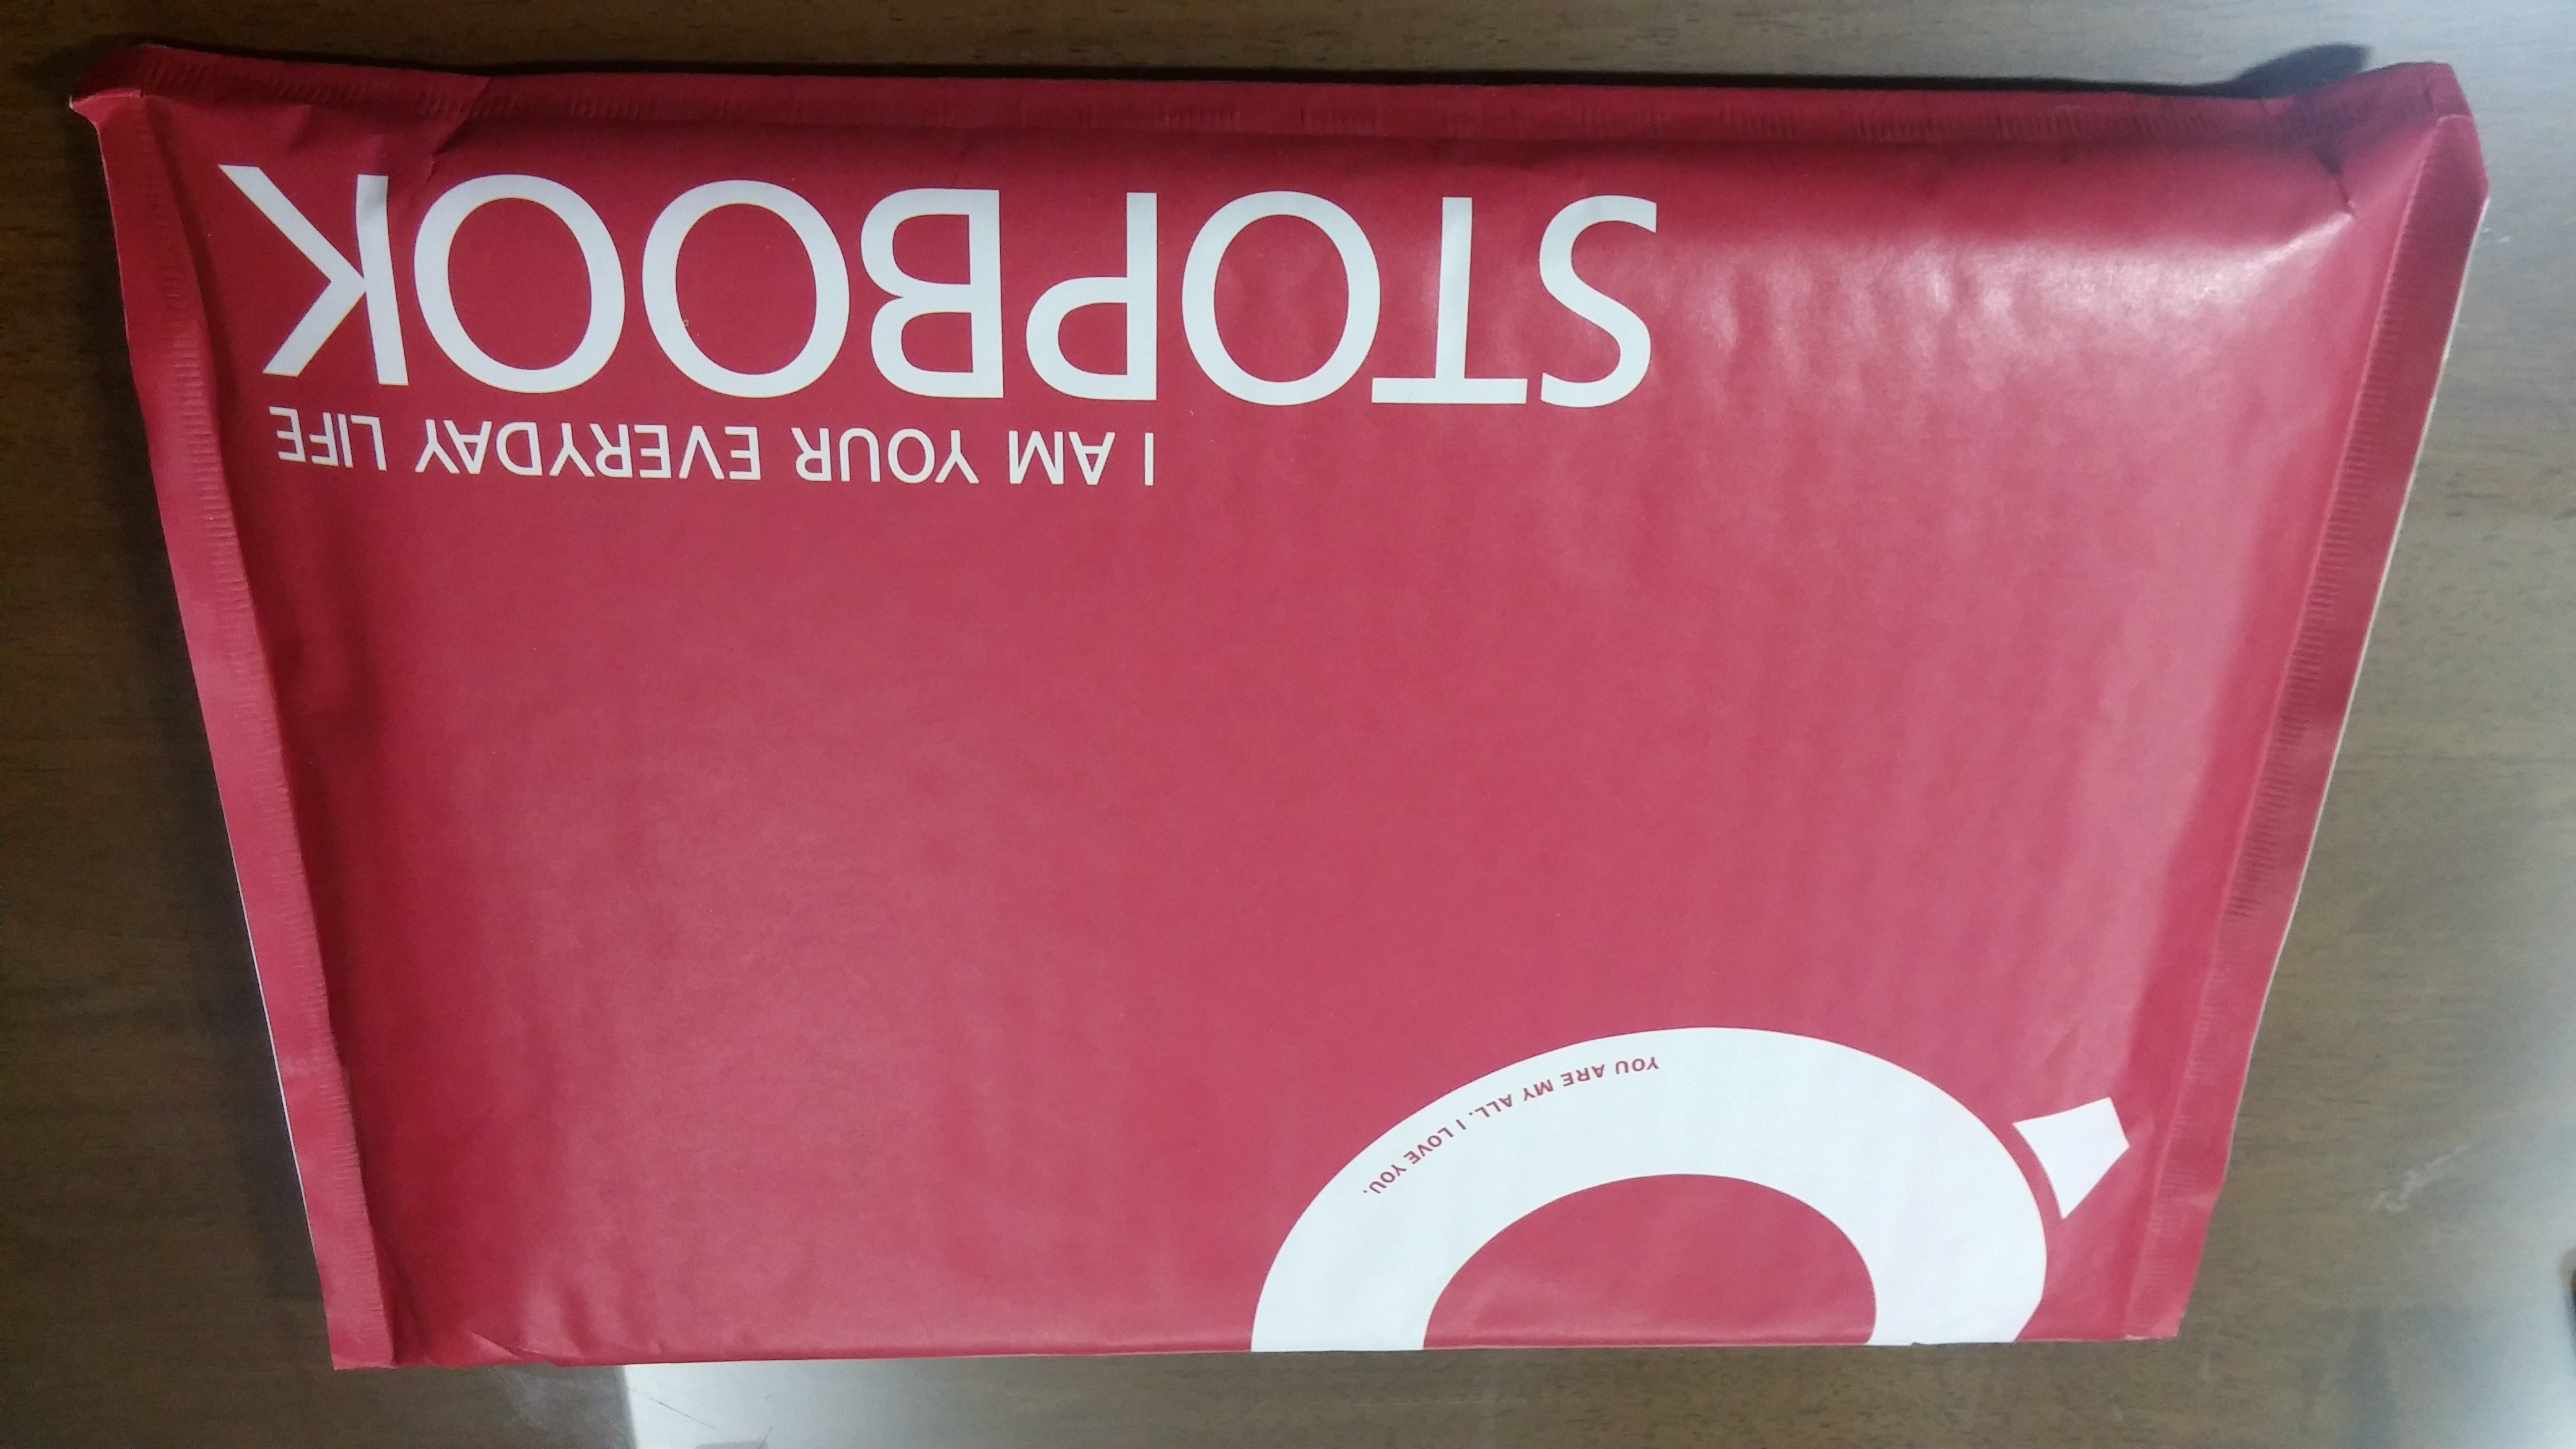 YOU ARE MY ALL. I LOVE YOU.
I AM YOUR EVERYDAY LIFE
STOPBOOK